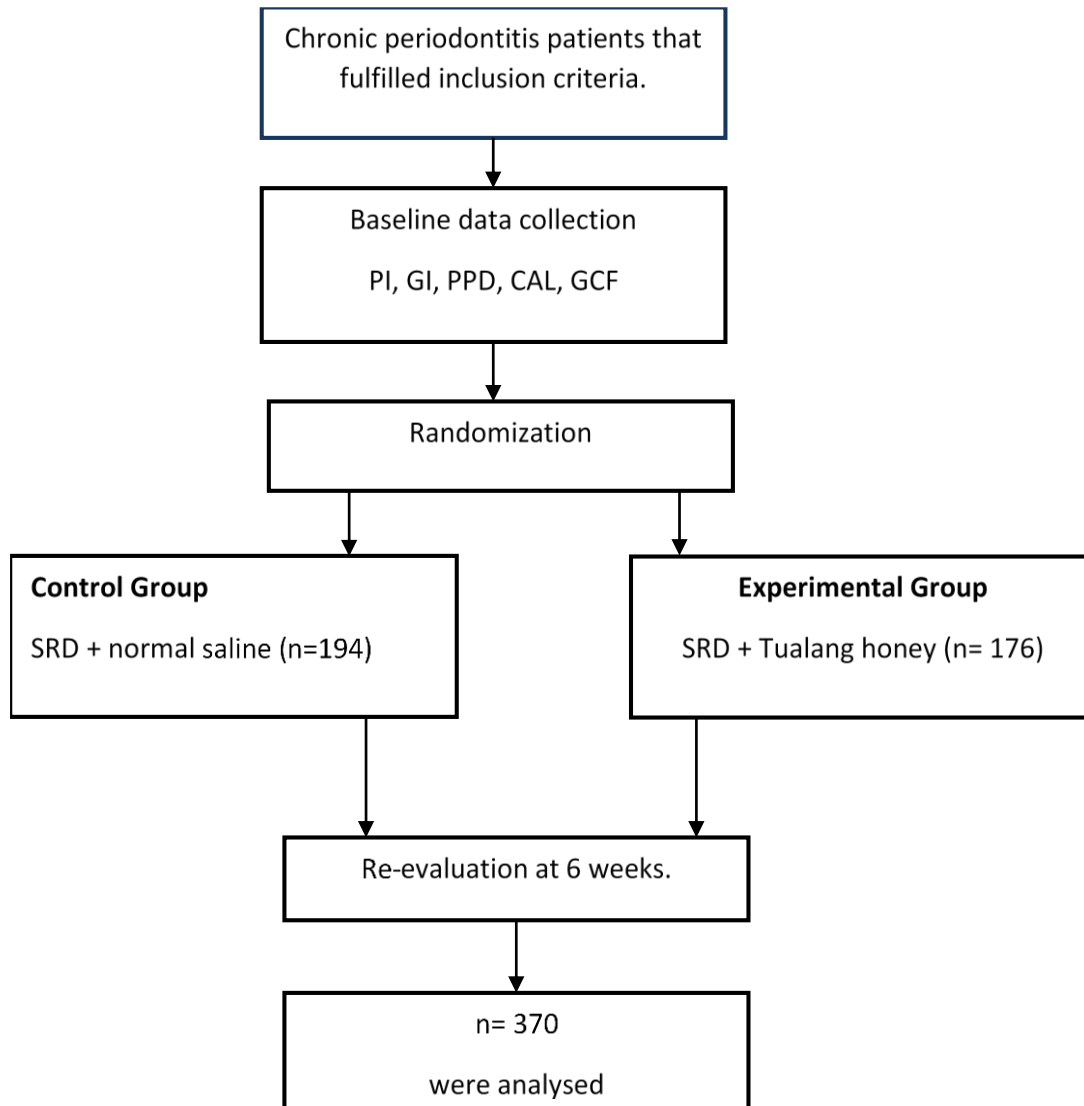 Chronic periodontitis patients that
fulfilled inclusion criteria.
Baseline data collection
PI, GI, PPD, CAL, GCF
Randomization
Control Group
SRD + normal saline (n=194)
Experimental Group
SRD + Tualang honey (n= 176)
Re-evaluation at 6 weeks.
n= 370
were analysed